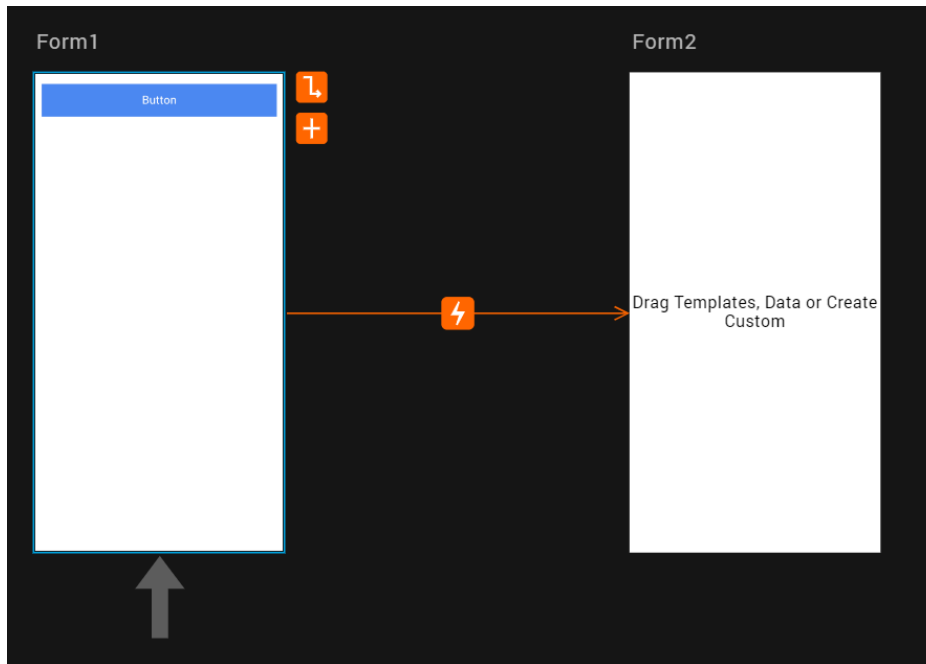 Form1
Form2
Button
Drag Templates, Data or Create
Custom